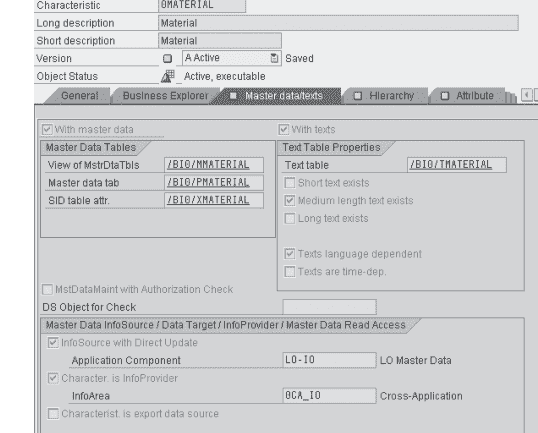 Characteristic 0MATERIAL
Long description Material
Short description Material
Version A Active Saved
Object Status Active, executable
General Business Explorer Master data/texts Hierarchy Attribute
With master data With texts
Master Data Tables Text Table Properties
View of MstrDtaTbls /BI0/MMATERIAL Text table /BI0/TMATERIAL
Master data tab /BI0/PMATERIAL Short text exists
SID table attr. /BI0/XMATERIAL Medium length text exists
Long text exists
Texts language dependent
Texts are time-dep.
MstDataMaint with Authorization Check
DS Object for Check
Master Data InfoSource / Data Target / InfoProvider / Master Data Read Access
InfoSource with Direct Update
Application Component LO-IO LO Master Data
Character. is InfoProvider
InfoArea 0CA_IO Cross-Application
Characterist. is export data source